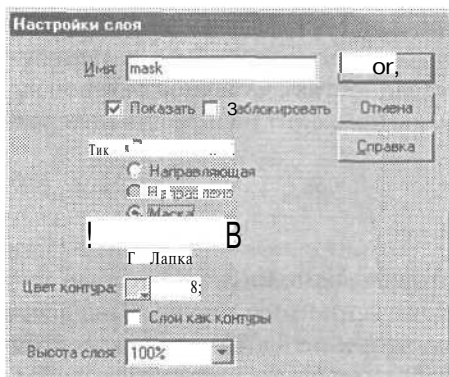 Настройки слоя
Имя: mask
or,
Показать Заблокировать Отмена
Справка
Тик
Направляющая
Маска
! В
Г Лапка
Цвет контура: 8;
Слои как контуры
Высота слоя: 100%